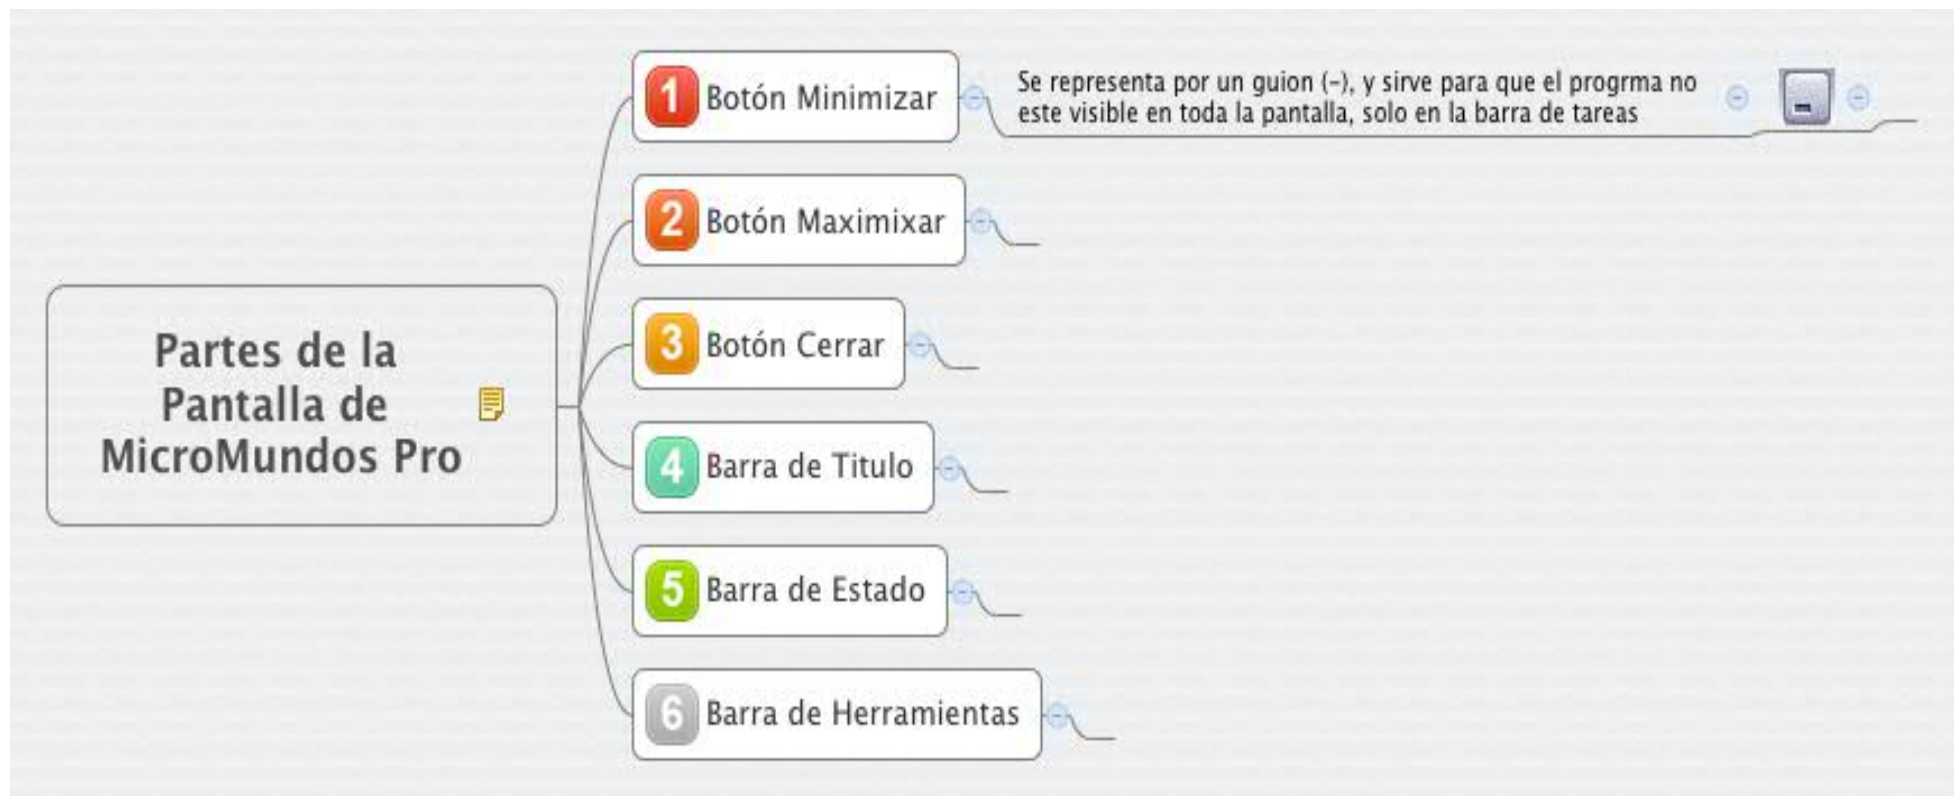 Partes de la
Pantalla de
MicroMundos Pro
1 Botón Minimizar
Se representa por un guion (-), y sirve para que el progrma no
este visible en toda la pantalla, solo en la barra de tareas
2 Botón Maximixar
3 Botón Cerrar
4 Barra de Titulo
5 Barra de Estado
6 Barra de Herramientas